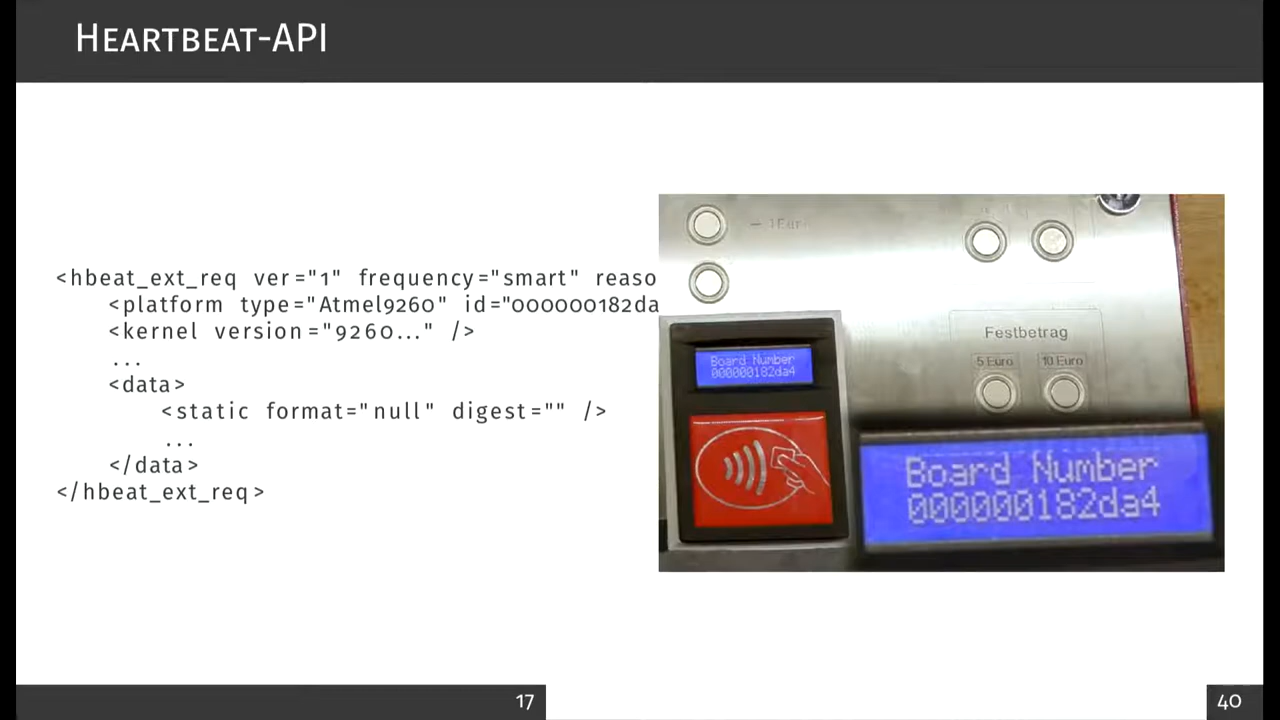 Heartbeat-API
<hbeat_ext_req ver="1" frequency="smart" reaso
<platform type="Atmel9260" id="000000182da
<kernel version="9260..." />
...
<data>
<static format="null" digest="" />
...
</data>
</hbeat_ext_req>
Festbetrag
5 Euro 10 Euro
Board Number
000000182da4
Board Number
000000182da4
17
40